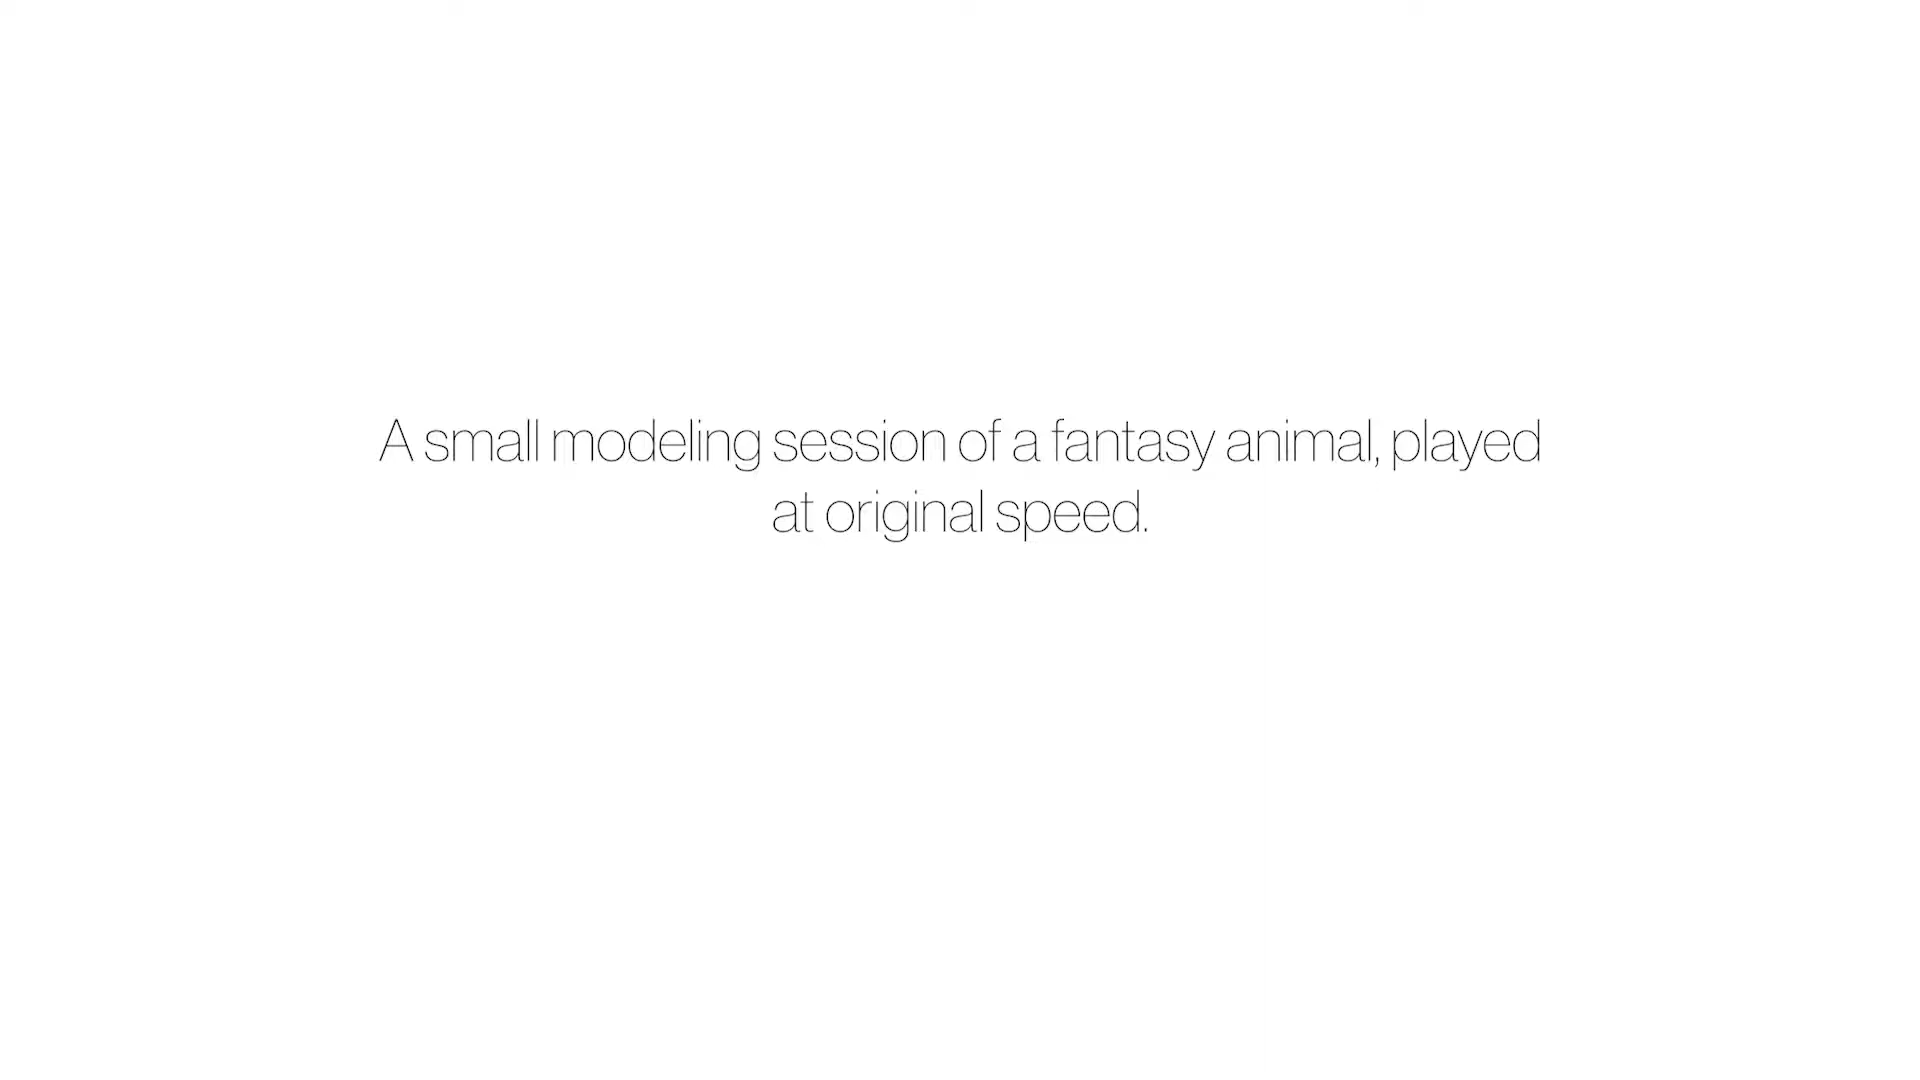 A small modeling session of a fantasy animal, played
at original speed.